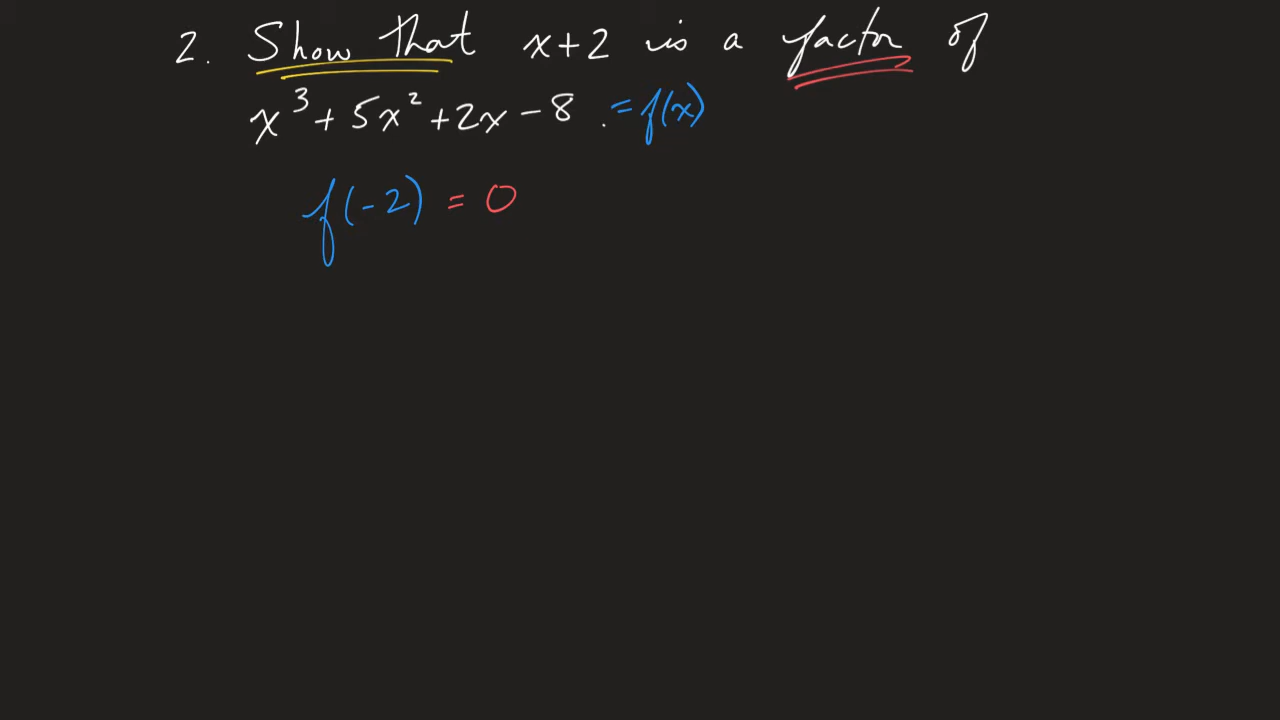 2. Show that x+2 is a factor of
x³ + 5x² + 2x - 8 . = f(x)
f(-2) = 0